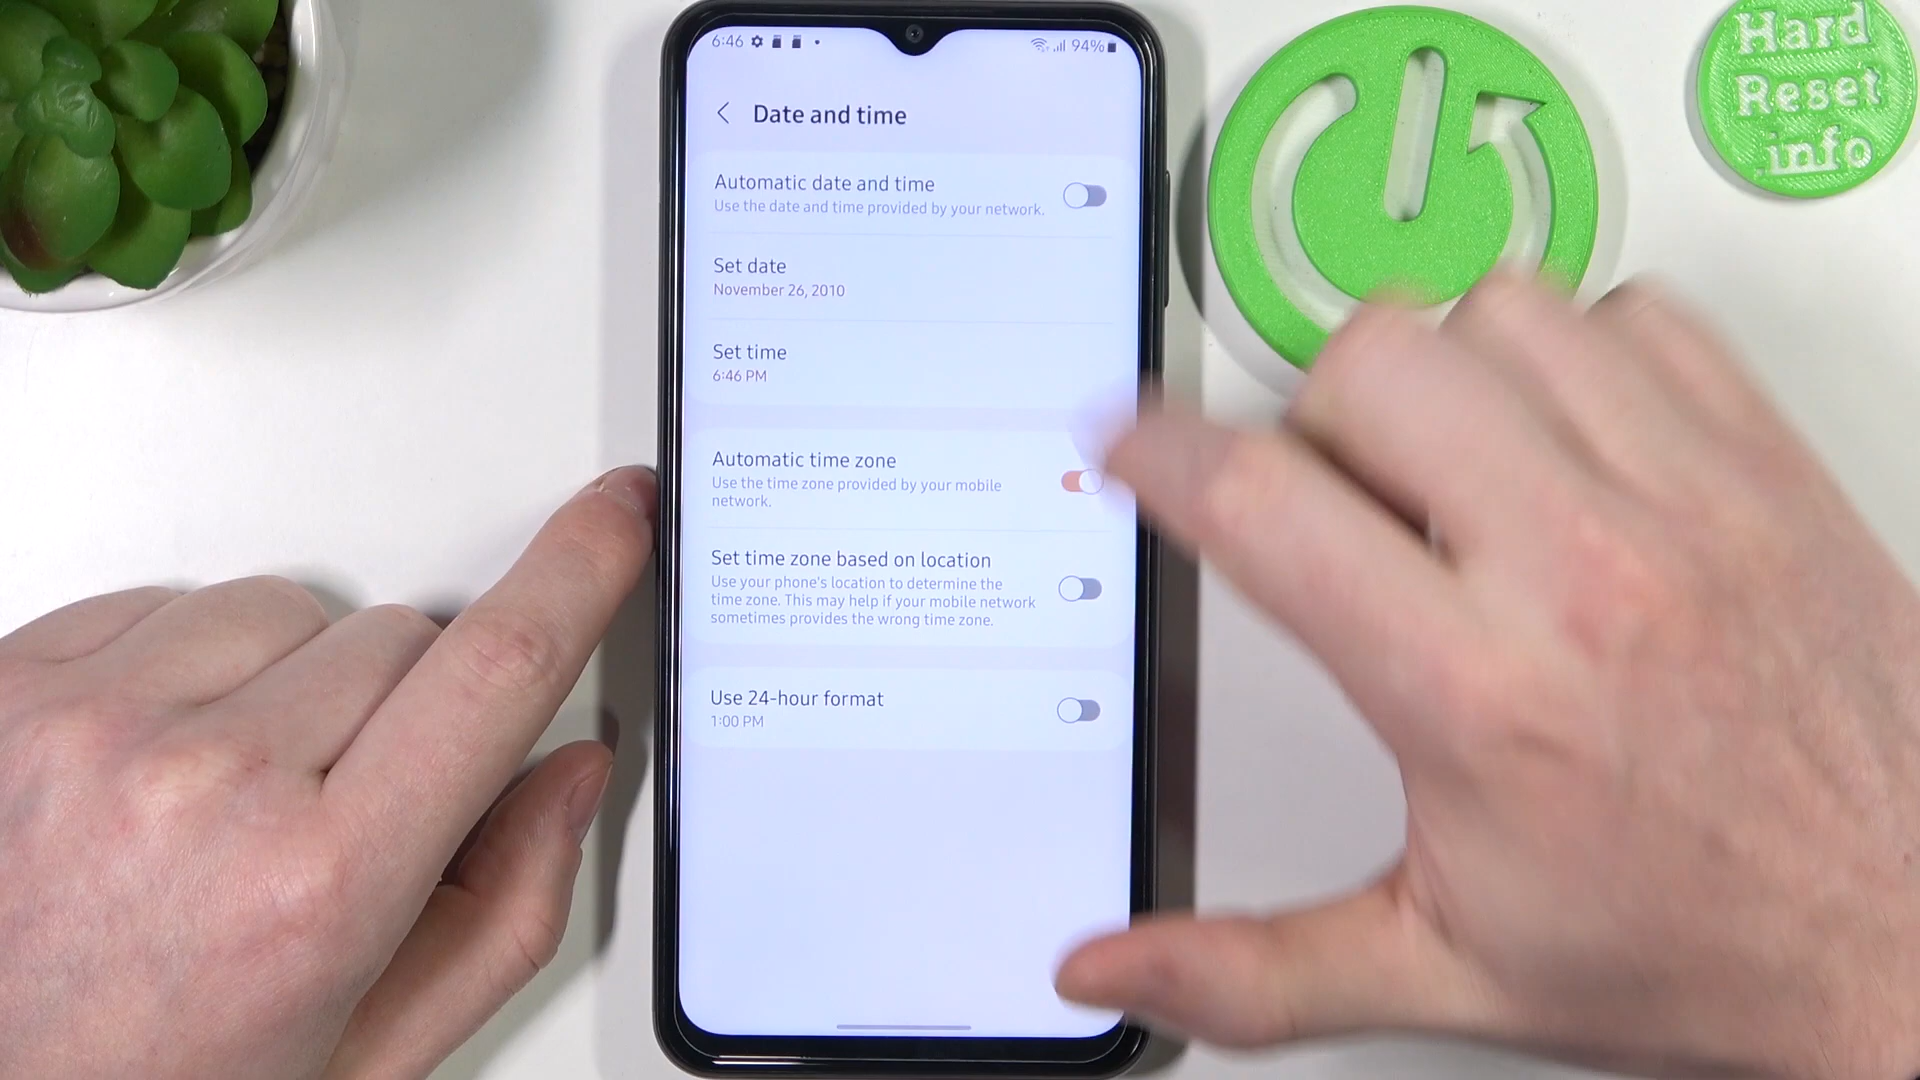 6:46
94%
Date and time
Automatic date and time
Use the date and time provided by your network.
Set date
November 26, 2010
Set time
6:46 PM
Automatic time zone
Use the time zone provided by your mobile
network.
Set time zone based on location
Use your phone's location to determine the
time zone. This may help if your mobile network
sometimes provides the wrong time zone.
Use 24-hour format
1:00 PM
Hard
Reset
.info